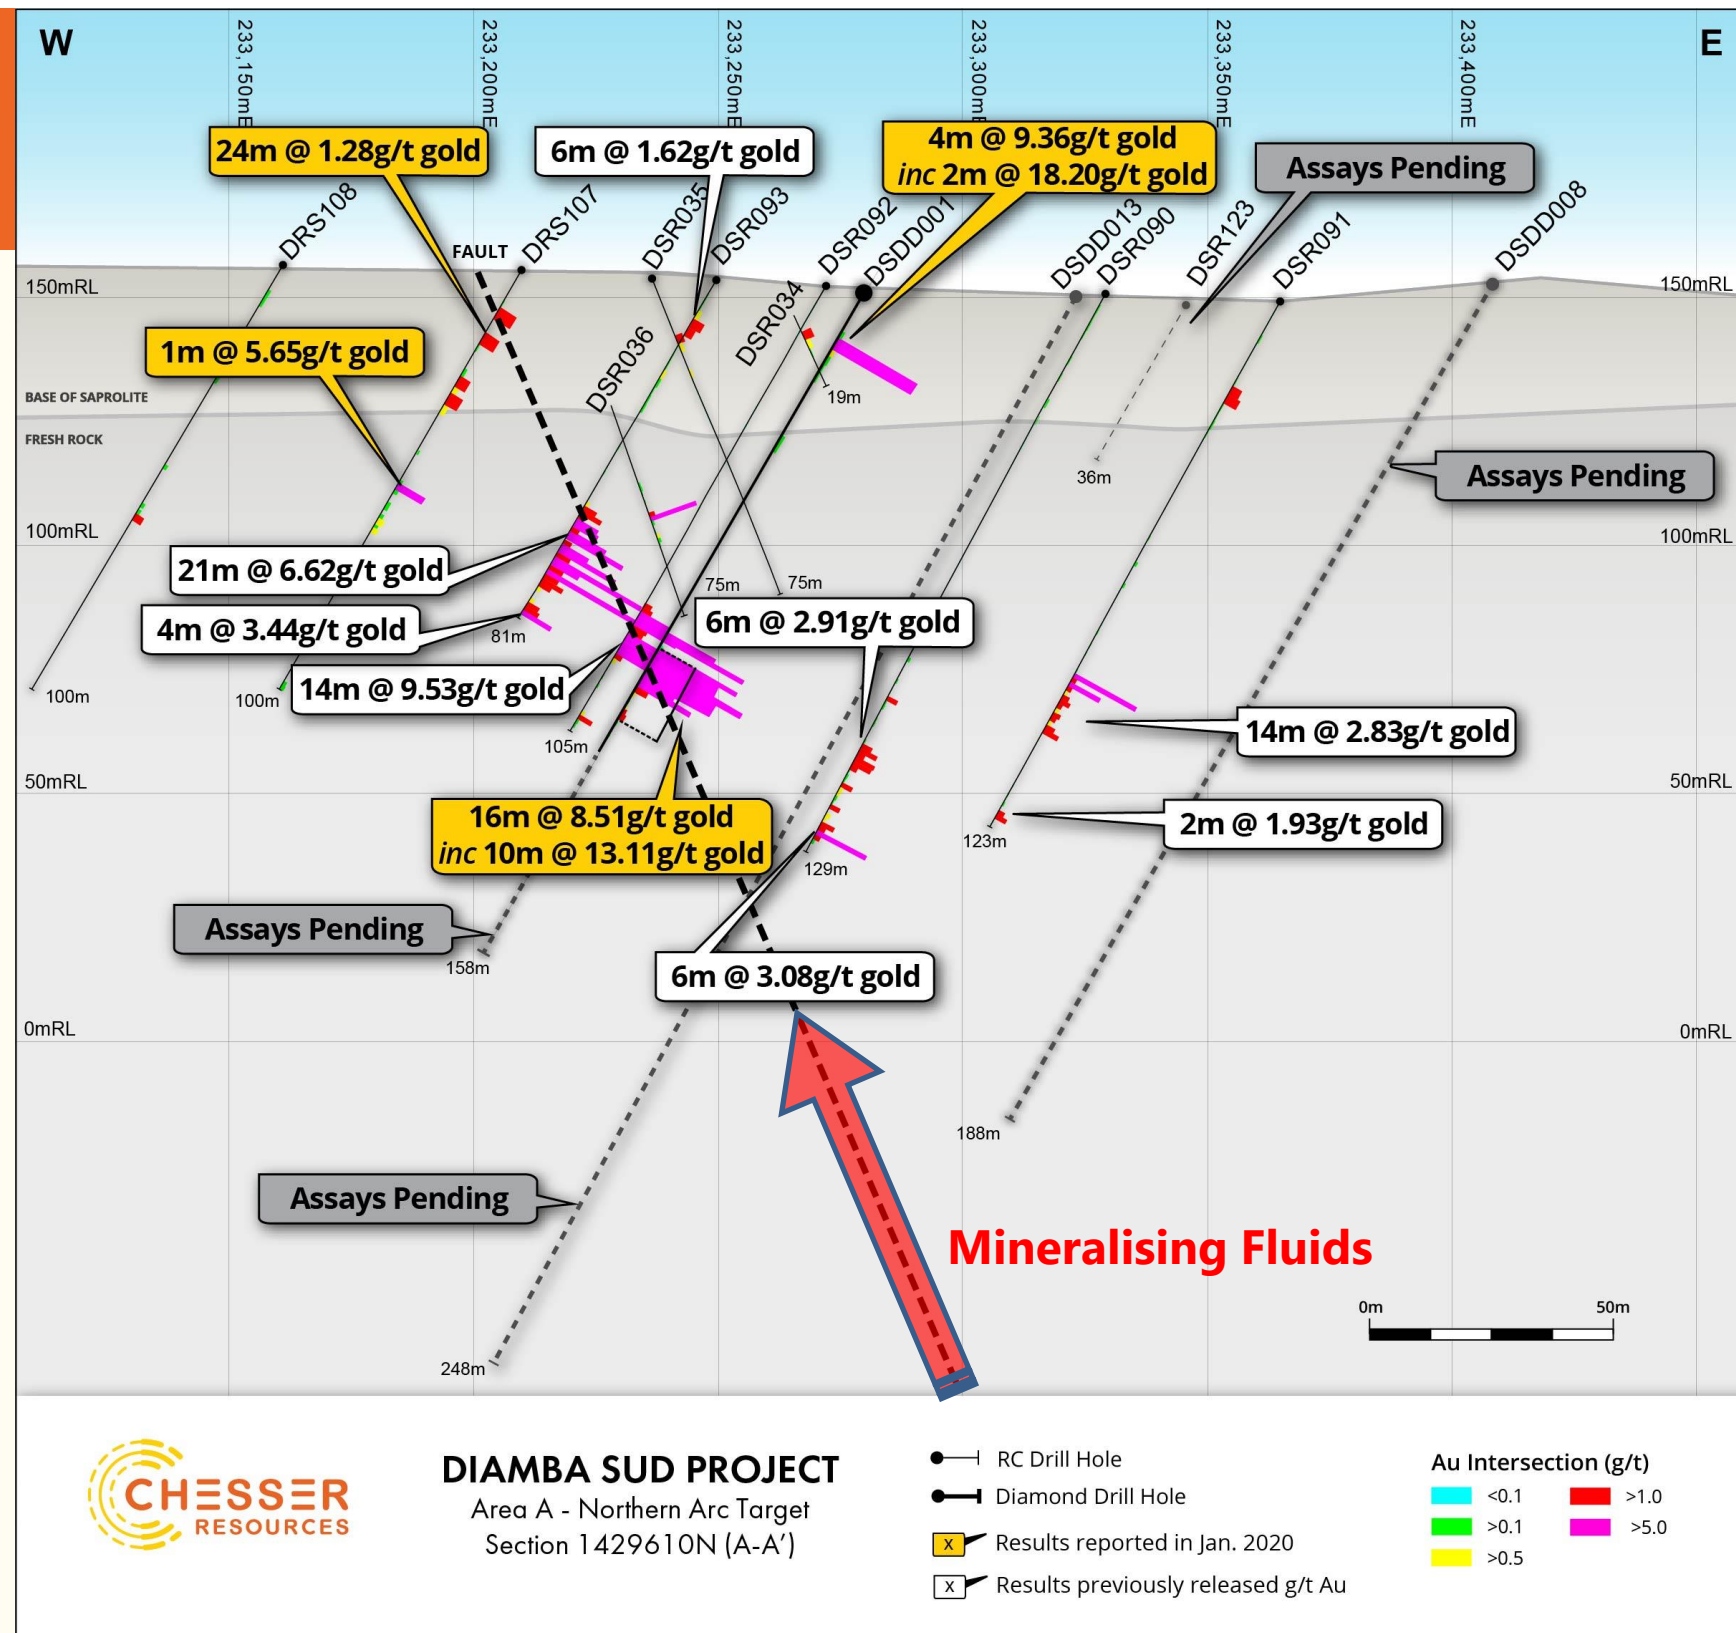 W
E
233,150mE
233,200mE
233,250mE
233,300mE
233,350mE
233,400mE
24m @ 1.28g/t gold
6m @ 1.62g/t gold
4m @ 9.36g/t gold
inc 2m @ 18.20g/t gold
Assays Pending
DRS108
FAULT
DRS107
DSR035
DSR093
DSR092
DSDD001
DSDD013
DSR090
DSR123
DSR091
DSDD008
150mRL
150mRL
DSR034
DSR036
1m @ 5.65g/t gold
19m
BASE OF SAPROLITE
FRESH ROCK
36m
Assays Pending
100mRL
100mRL
21m @ 6.62g/t gold
75m
75m
4m @ 3.44g/t gold
81m
6m @ 2.91g/t gold
100m
100m
14m @ 9.53g/t gold
14m @ 2.83g/t gold
105m
50mRL
50mRL
16m @ 8.51g/t gold
inc 10m @ 13.11g/t gold
2m @ 1.93g/t gold
123m
129m
Assays Pending
158m
6m @ 3.08g/t gold
0mRL
0mRL
188m
Assays Pending
Mineralising Fluids
0m
50m
248m
CHESSER
RESOURCES
DIAMBA SUD PROJECT
Area A - Northern Arc Target
Section 1429610N (A-A')
RC Drill Hole
Diamond Drill Hole
X
Results reported in Jan. 2020
X
Results previously released g/t Au
Au Intersection (g/t)
<0.1
>1.0
>0.1
>5.0
>0.5